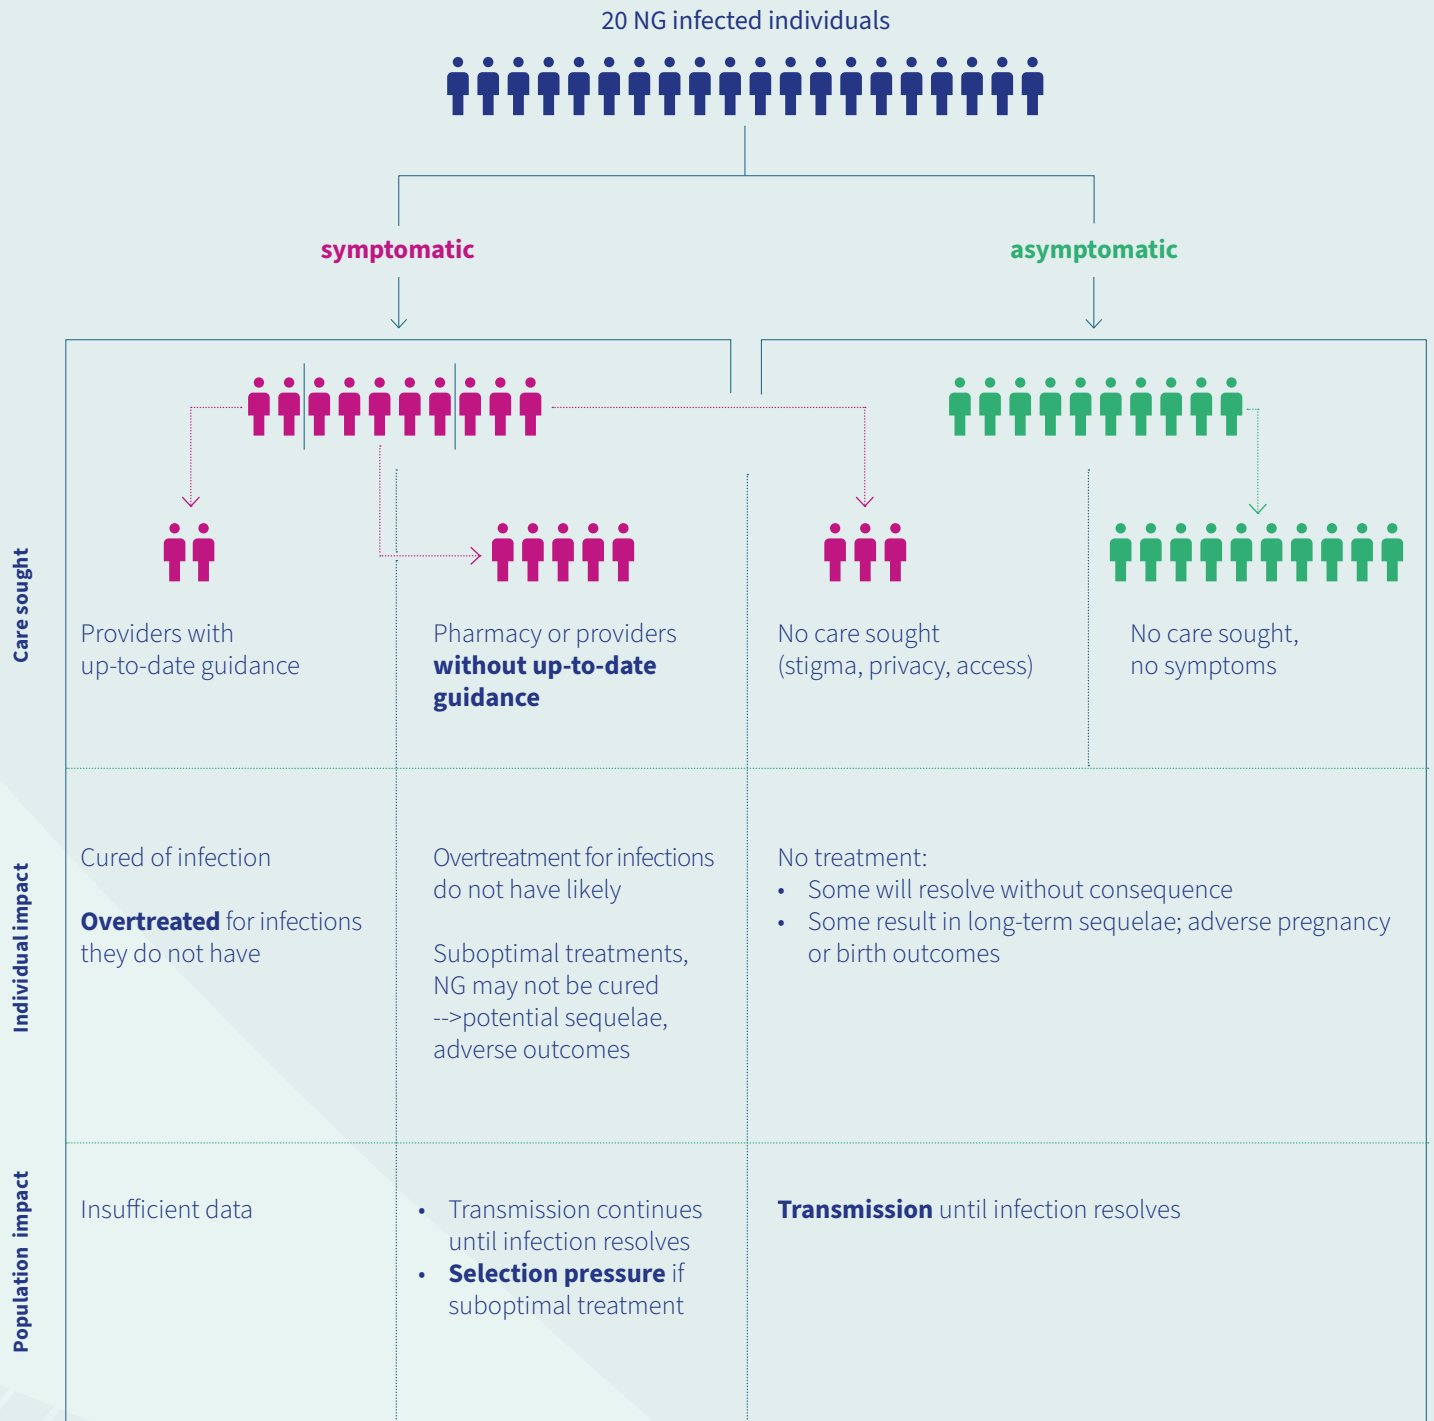 20 NG infected individuals
symptomatic
asymptomatic
Care sought
Providers with
up-to-date guidance
Pharmacy or providers
without up-to-date
guidance
No care sought
(stigma, privacy, access)
No care sought,
no symptoms
Individual impact
Cured of infection
Overtreated for infections
they do not have
Overtreatment for infections
do not have likely
Suboptimal treatments,
NG may not be cured
-->potential sequelae,
adverse outcomes
No treatment:
• Some will resolve without consequence
• Some result in long-term sequelae; adverse pregnancy
or birth outcomes
Population impact
Insufficient data
• Transmission continues
until infection resolves
• Selection pressure if
suboptimal treatment
Transmission until infection resolves